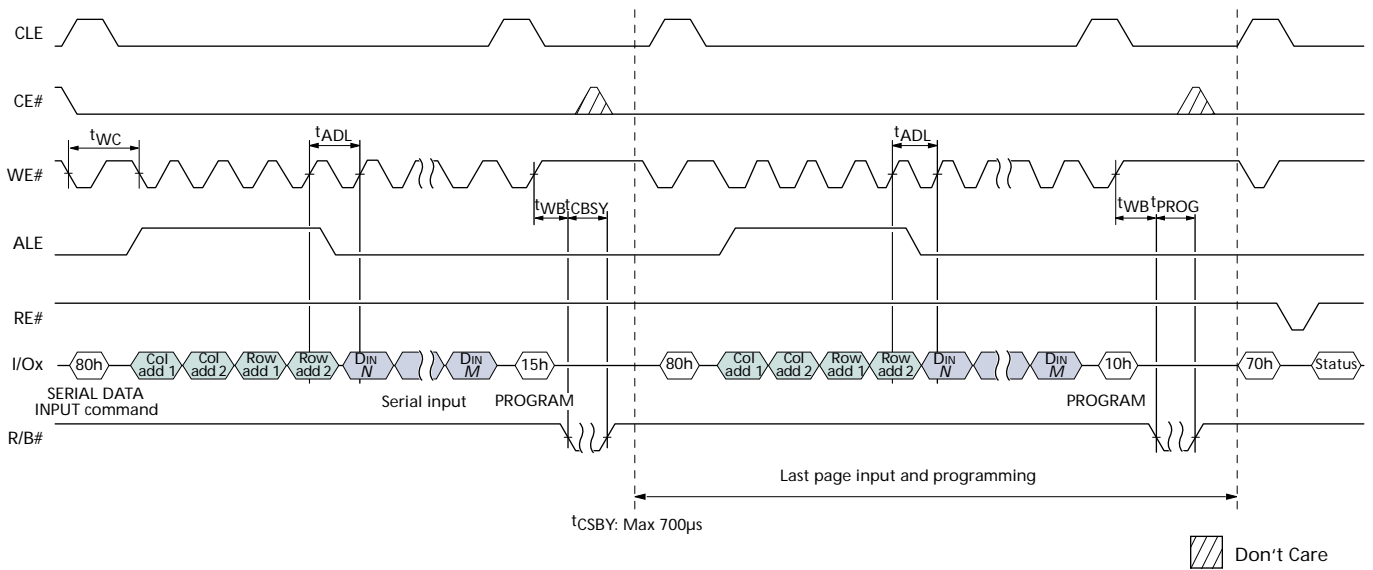 CLE
CE#
tWC
tADL
tADL
WE#
tWB tCBSY
tWB tPROG
ALE
RE#
I/Ox
80h
Col add 1
Col add 2
Row add 1
Row add 2
DIN N
DIN M
15h
80h
Col add 1
Col add 2
Row add 1
Row add 2
DIN N
DIN M
10h
70h
Status
SERIAL DATA
INPUT command
Serial input
PROGRAM
PROGRAM
R/B#
Last page input and programming
tCSBY: Max 700µs
Don't Care